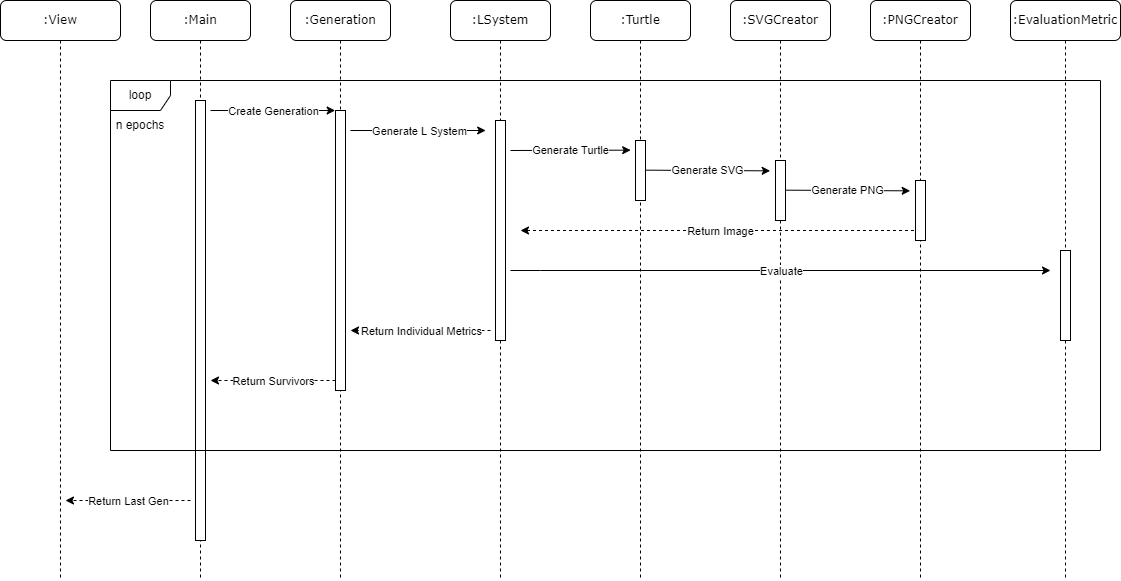 :View
:Main
:Generation
:LSystem
:Turtle
:SVGCreator
:PNGCreator
:EvaluationMetric
loop
n epochs
Create Generation
Generate L System
Generate Turtle
Generate SVG
Generate PNG
Return Image
Evaluate
Return Individual Metrics
Return Survivors
Return Last Gen